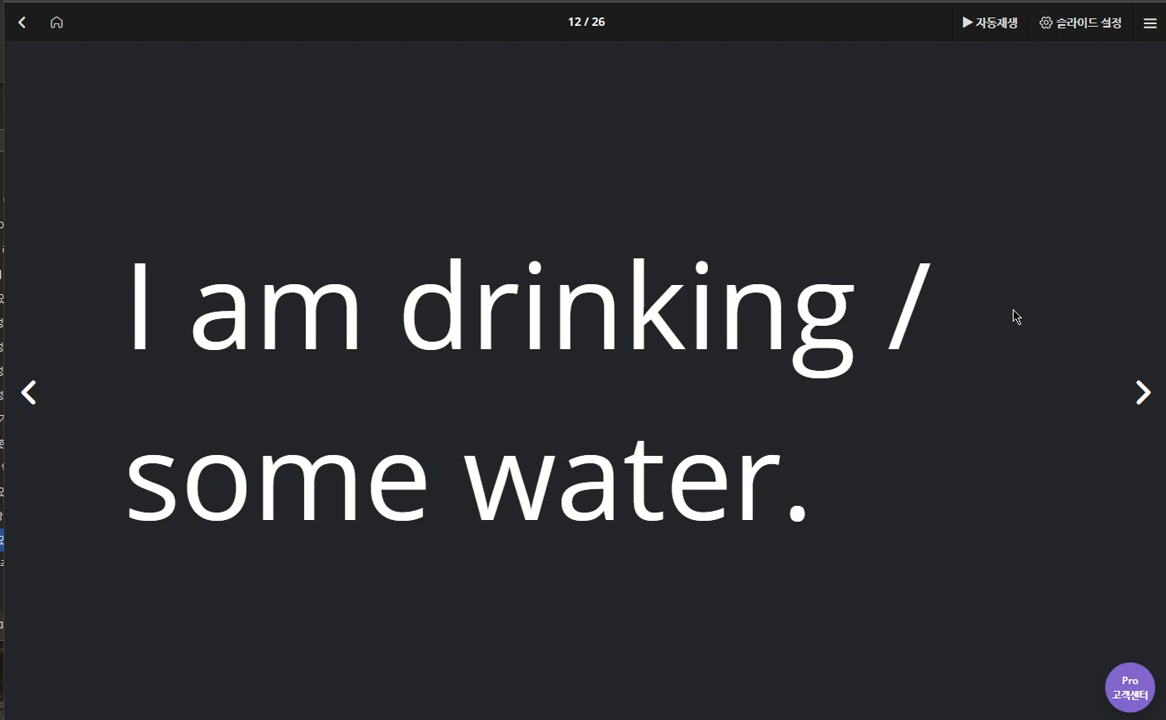 12 / 26
▶ 자동재생
슬라이드 설정
I am drinking /
some water.
Pro
고객센터